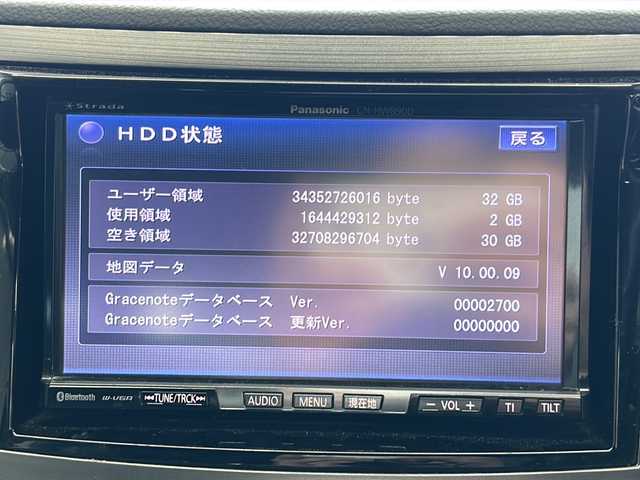 Strada
Panasonic CN-HW890D
HDD状態 戻る
ユーザー領域 34352726016 byte 32 GB
使用領域 1644429312 byte 2 GB
空き領域 32708296704 byte 30 GB
地図データ V 10.00.09
Gracenoteデータベース Ver. 00002700
Gracenoteデータベース 更新Ver. 00000000
Bluetooth W-VGA TUNE/TRCK AUDIO MENU 現在地 − VOL + TI TILT